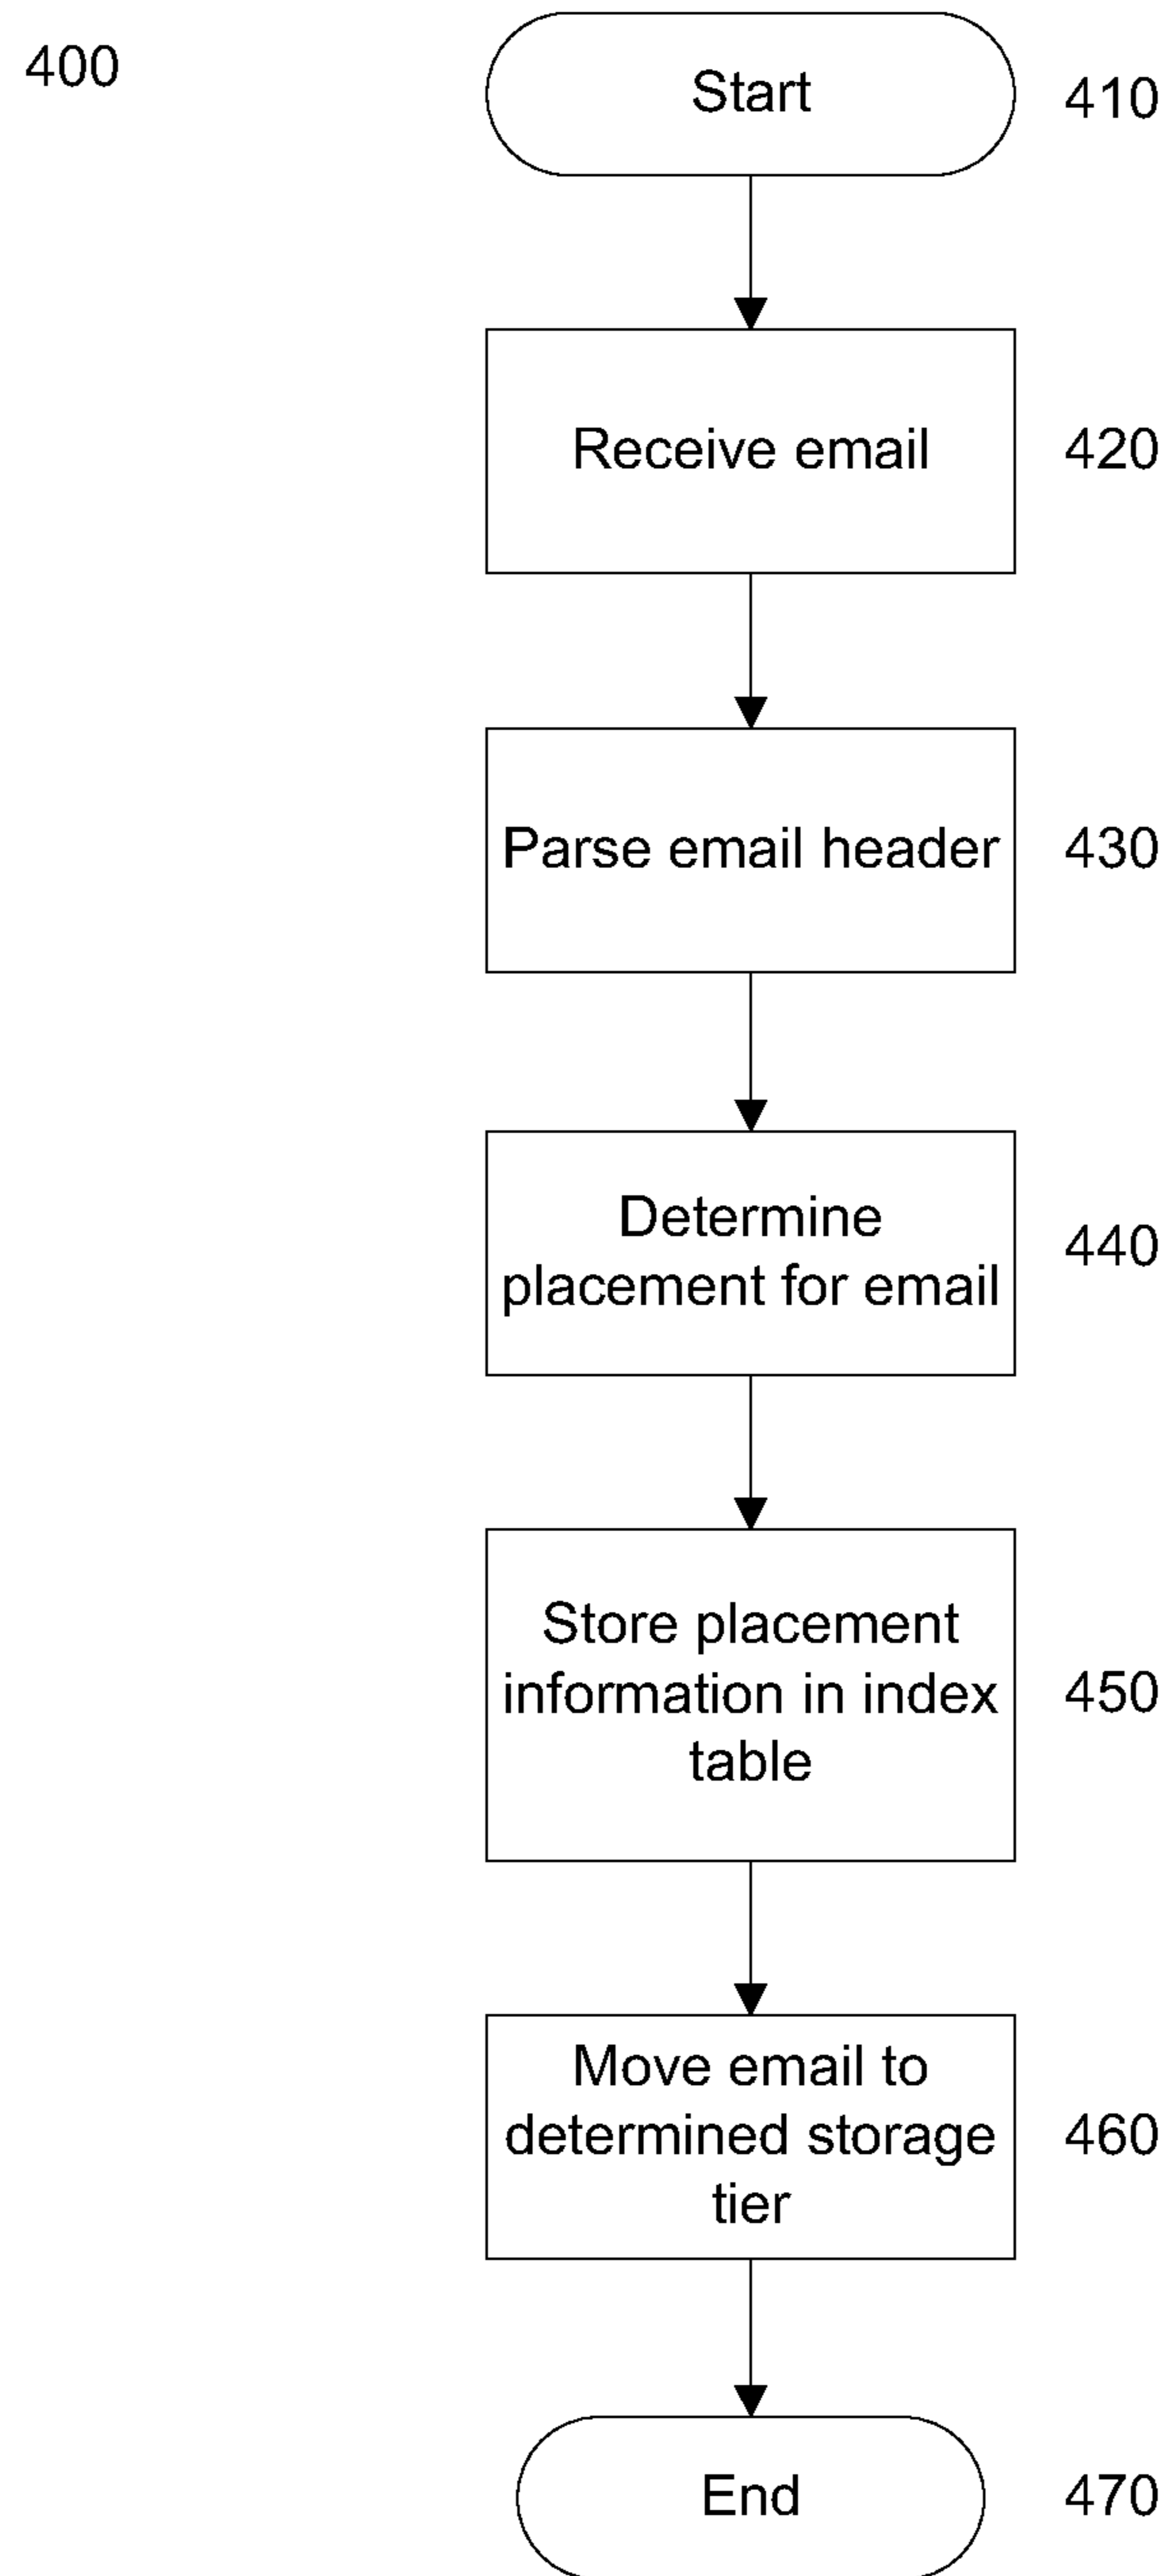 400
Start
410
Receive email
420
Parse email header
430
Determine
placement for email
440
Store placement
information in index
table
450
Move email to
determined storage
tier
460
End
470